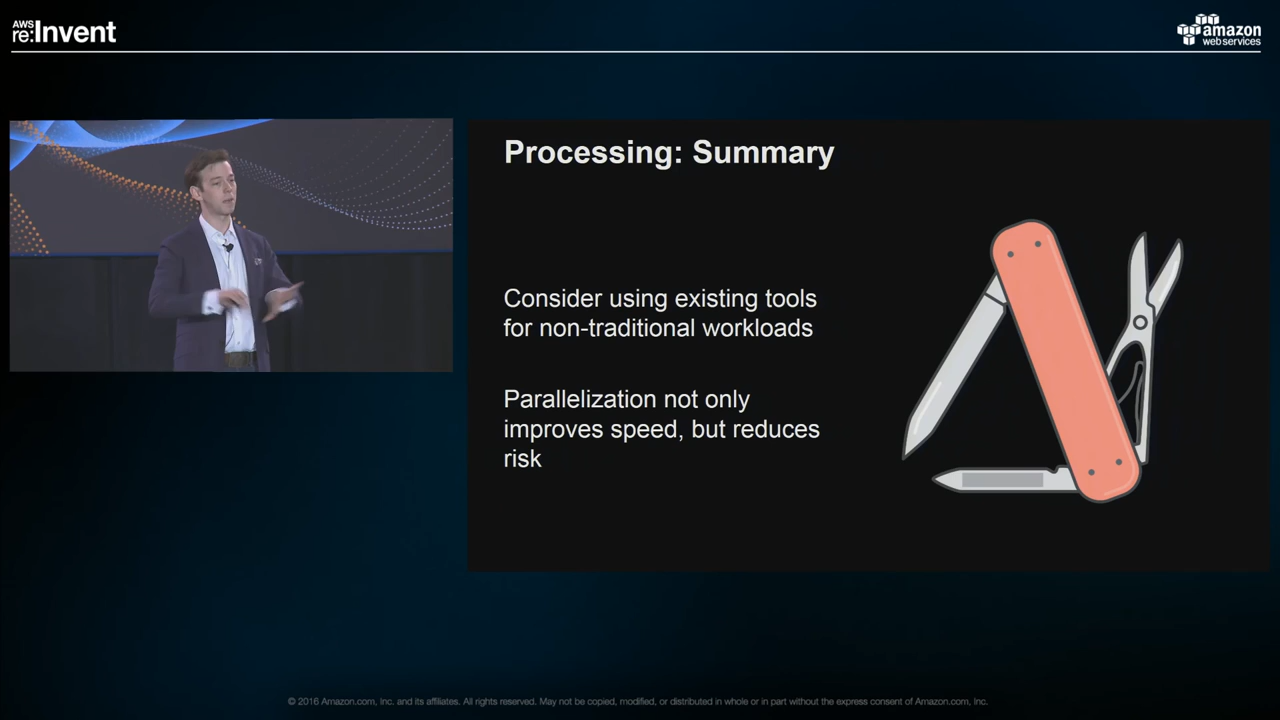 AWS
re:Invent
amazon
webservices
Processing: Summary
Consider using existing tools
for non-traditional workloads
Parallelization not only
improves speed, but reduces
risk
© 2016 Amazon.com, Inc. and its affiliates. All rights reserved. May not be copied, modified, or distributed in whole or in part without the express consent of Amazon.com, Inc.